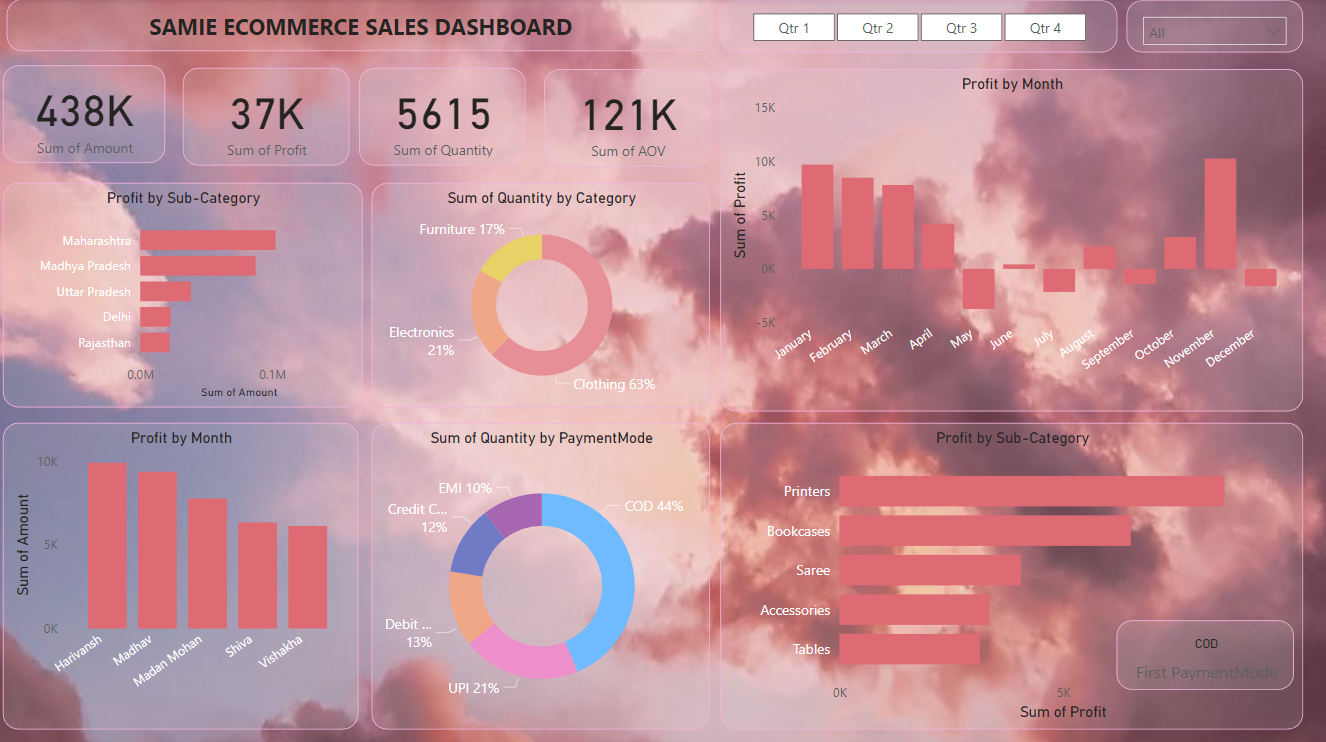 SAMIE ECOMMERCE SALES DASHBOARD
Qtr 1
Qtr 2
Qtr 3
Qtr 4
All
438K
Sum of Amount
37K
Sum of Profit
5615
Sum of Quantity
121K
Sum of AOV
Profit by Month
Sum of Profit
15K
10K
5K
0K
-5K
January
February
March
April
May
June
July
August
September
October
November
December
Profit by Sub-Category
Maharashtra
Madhya Pradesh
Uttar Pradesh
Delhi
Rajasthan
0.0M
0.1M
Sum of Amount
Sum of Quantity by Category
Furniture 17%
Electronics
21%
Clothing 63%
Profit by Month
Sum of Amount
10K
5K
0K
Harivansh
Madhav
Madan Mohan
Shiva
Vishakha
Sum of Quantity by PaymentMode
EMI 10%
COD 44%
Credit C...
12%
Debit ...
13%
UPI 21%
Profit by Sub-Category
Printers
Bookcases
Saree
Accessories
Tables
0K
5K
Sum of Profit
COD
First PaymentMode